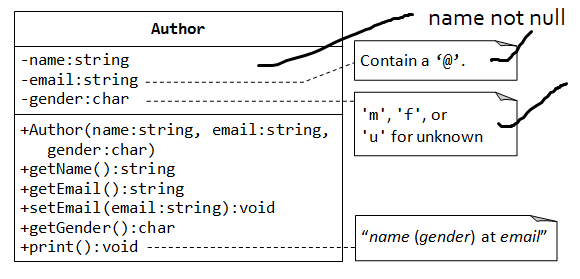 Author
name not null
-name:string
-email:string
Contain a ‘@’.
-gender:char
'm', 'f', or
'u' for unknown
+Author(name:string, email:string,
gender:char)
+getName():string
+getEmail():string
+setEmail(email:string):void
+getGender():char
+print():void
“name (gender) at email”